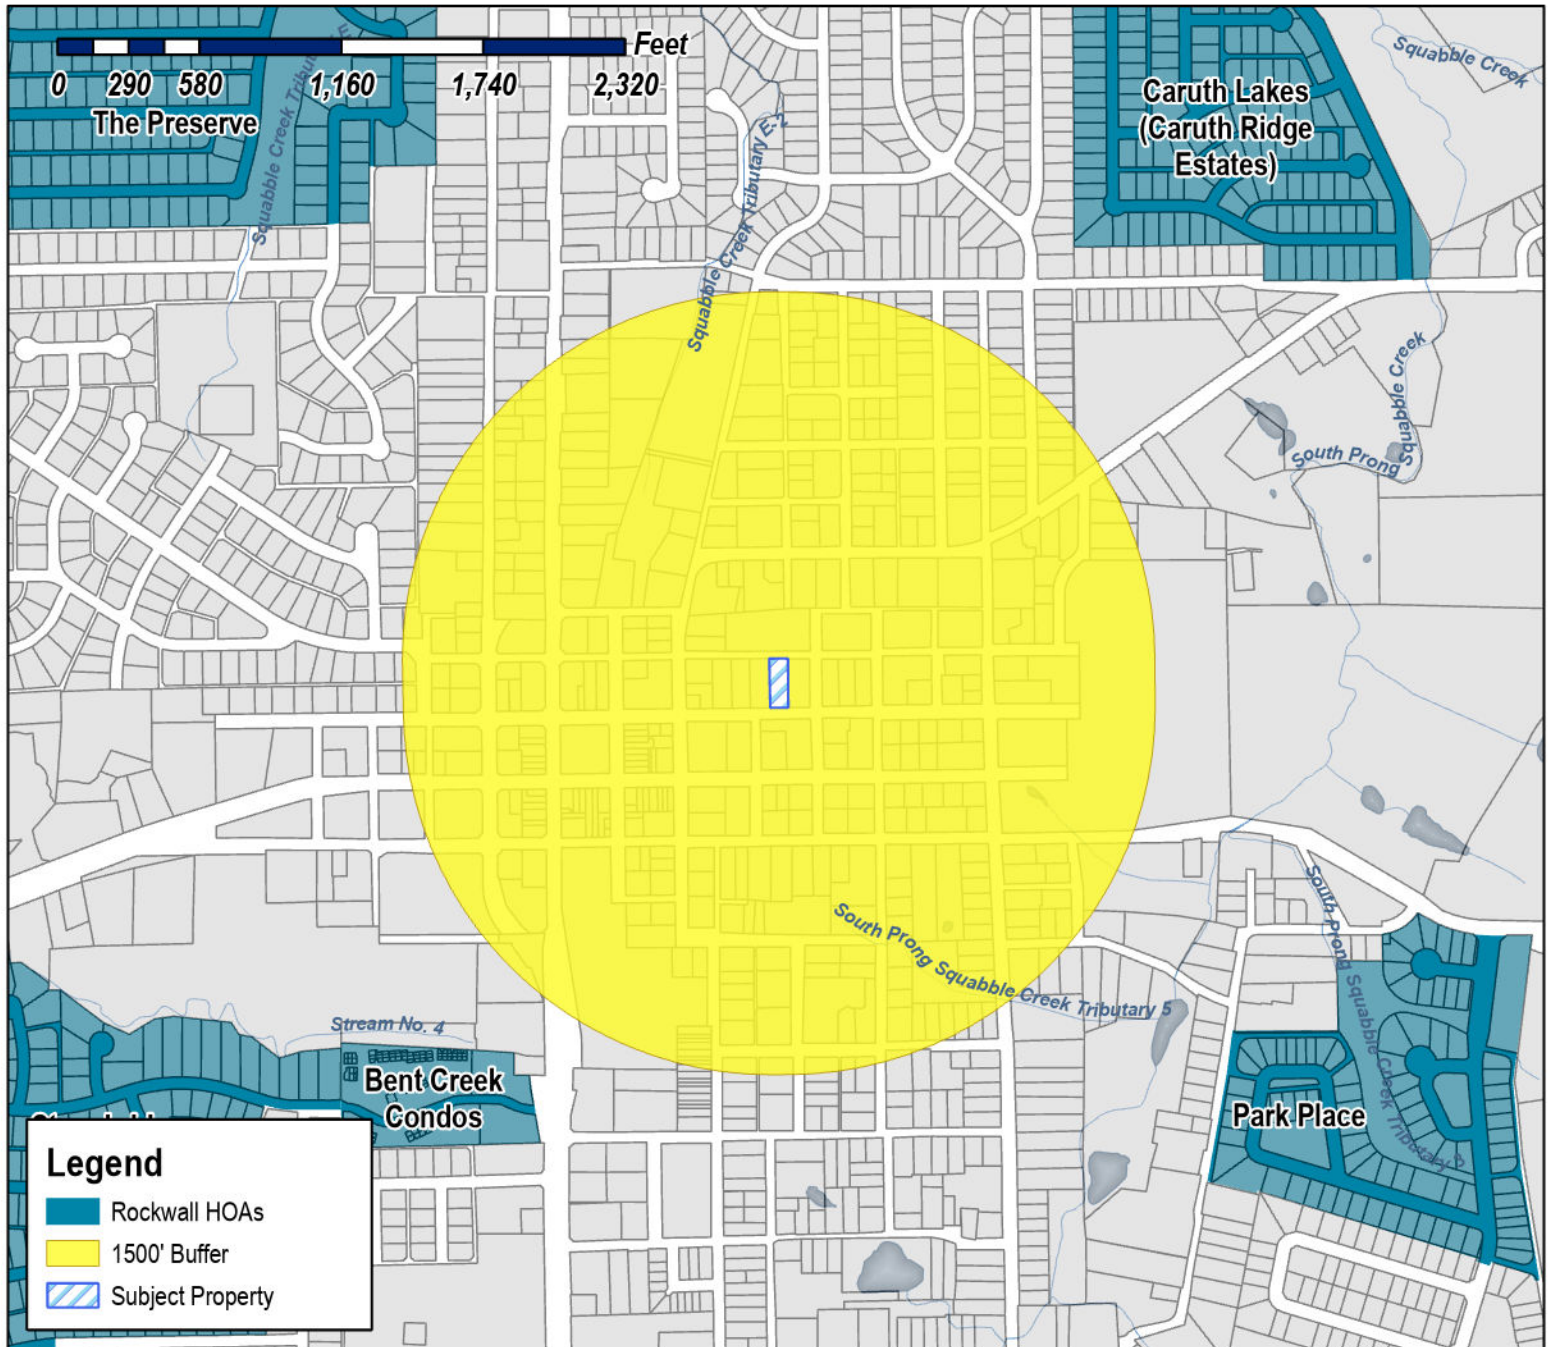 Feet
0 290 580 1,160 1,740 2,320
The Preserve
Squabble Creek Tributary E-2
Squabble Creek
Caruth Lakes
(Caruth Ridge
Estates)
Squabble Creek Tributary E-2
Squabble Creek
South Prong
South Prong Squabble Creek Tributary 5
South Prong Squabble Creek Tributary 3
Stream No. 4
Bent Creek
Condos
Park Place
Legend
Rockwall HOAs
1500' Buffer
Subject Property